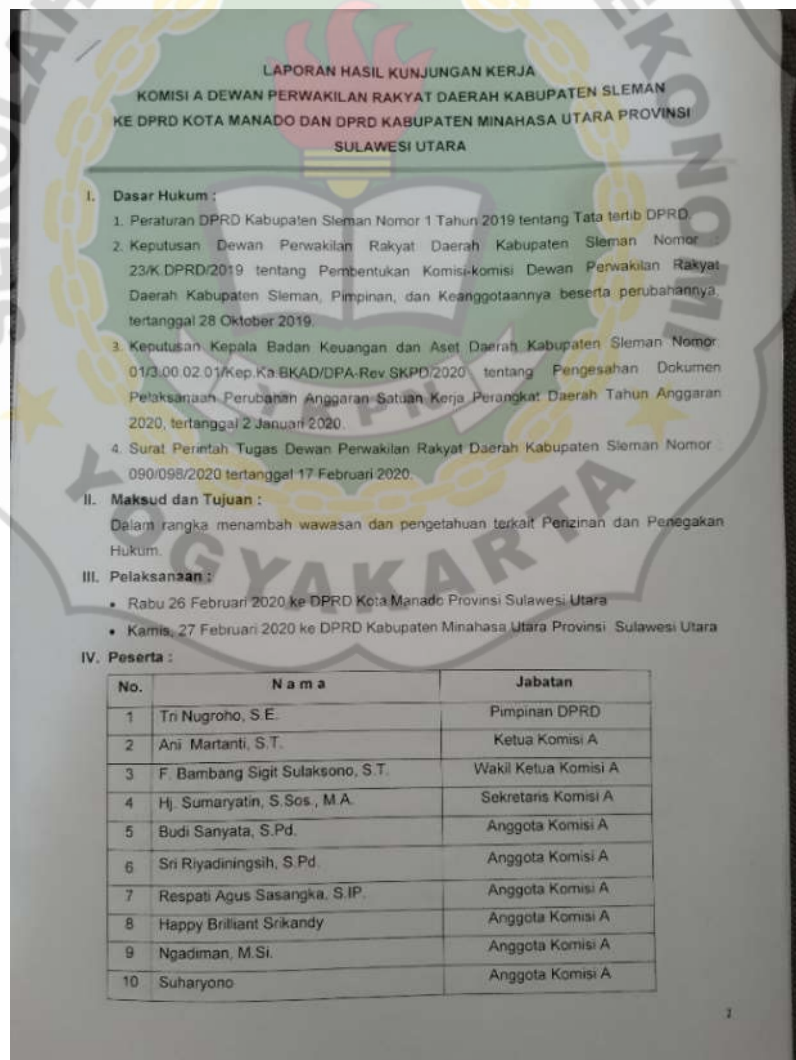 LAPORAN HASIL KUNJUNGAN KERJA
KOMISI A DEWAN PERWAKILAN RAKYAT DAERAH KABUPATEN SLEMAN
KE DPRD KOTA MANADO DAN DPRD KABUPATEN MINAHASA UTARA PROVINSI
SULAWESI UTARA
I. Dasar Hukum :
1. Peraturan DPRD Kabupaten Sleman Nomor 1 Tahun 2019 tentang Tata tertib DPRD.
2. Keputusan Dewan Perwakilan Rakyat Daerah Kabupaten Sleman Nomor :
23/K.DPRD/2019 tentang Pembentukan Komisi-komisi Dewan Perwakilan Rakyat
Daerah Kabupaten Sleman, Pimpinan, dan Keanggotaannya beserta perubahannya,
tertanggal 28 Oktober 2019.
3. Keputusan Kepala Badan Keuangan dan Aset Daerah Kabupaten Sleman Nomor
01/3.00.02.01/Kep.Ka.BKAD/DPA-Rev.SKPD/2020 tentang Pengesahan Dokumen
Pelaksanaan Perubahan Anggaran Satuan Kerja Perangkat Daerah Tahun Anggaran
2020, tertanggal 2 Januari 2020.
4. Surat Perintah Tugas Dewan Perwakilan Rakyat Daerah Kabupaten Sleman Nomor :
090/098/2020 tertanggal 17 Februari 2020.
II. Maksud dan Tujuan :
Dalam rangka menambah wawasan dan pengetahuan terkait Perizinan dan Penegakan
Hukum.
III. Pelaksanaan :
• Rabu 26 Februari 2020 ke DPRD Kota Manado Provinsi Sulawesi Utara
• Kamis, 27 Februari 2020 ke DPRD Kabupaten Minahasa Utara Provinsi Sulawesi Utara
IV. Peserta :
No. N a m a Jabatan
1 Tri Nugroho, S.E. Pimpinan DPRD
2 Ani Martanti, S.T. Ketua Komisi A
3 F. Bambang Sigit Sulaksono, S.T. Wakil Ketua Komisi A
4 Hj. Sumaryatin, S.Sos., M.A. Sekretaris Komisi A
5 Budi Sanyata, S.Pd. Anggota Komisi A
6 Sri Riyadiningsih, S.Pd. Anggota Komisi A
7 Respati Agus Sasangka, S.IP. Anggota Komisi A
8 Happy Brilliant Srikandy Anggota Komisi A
9 Ngadiman, M.Si. Anggota Komisi A
10 Suharyono Anggota Komisi A
YKPN
YOGYAKARTA